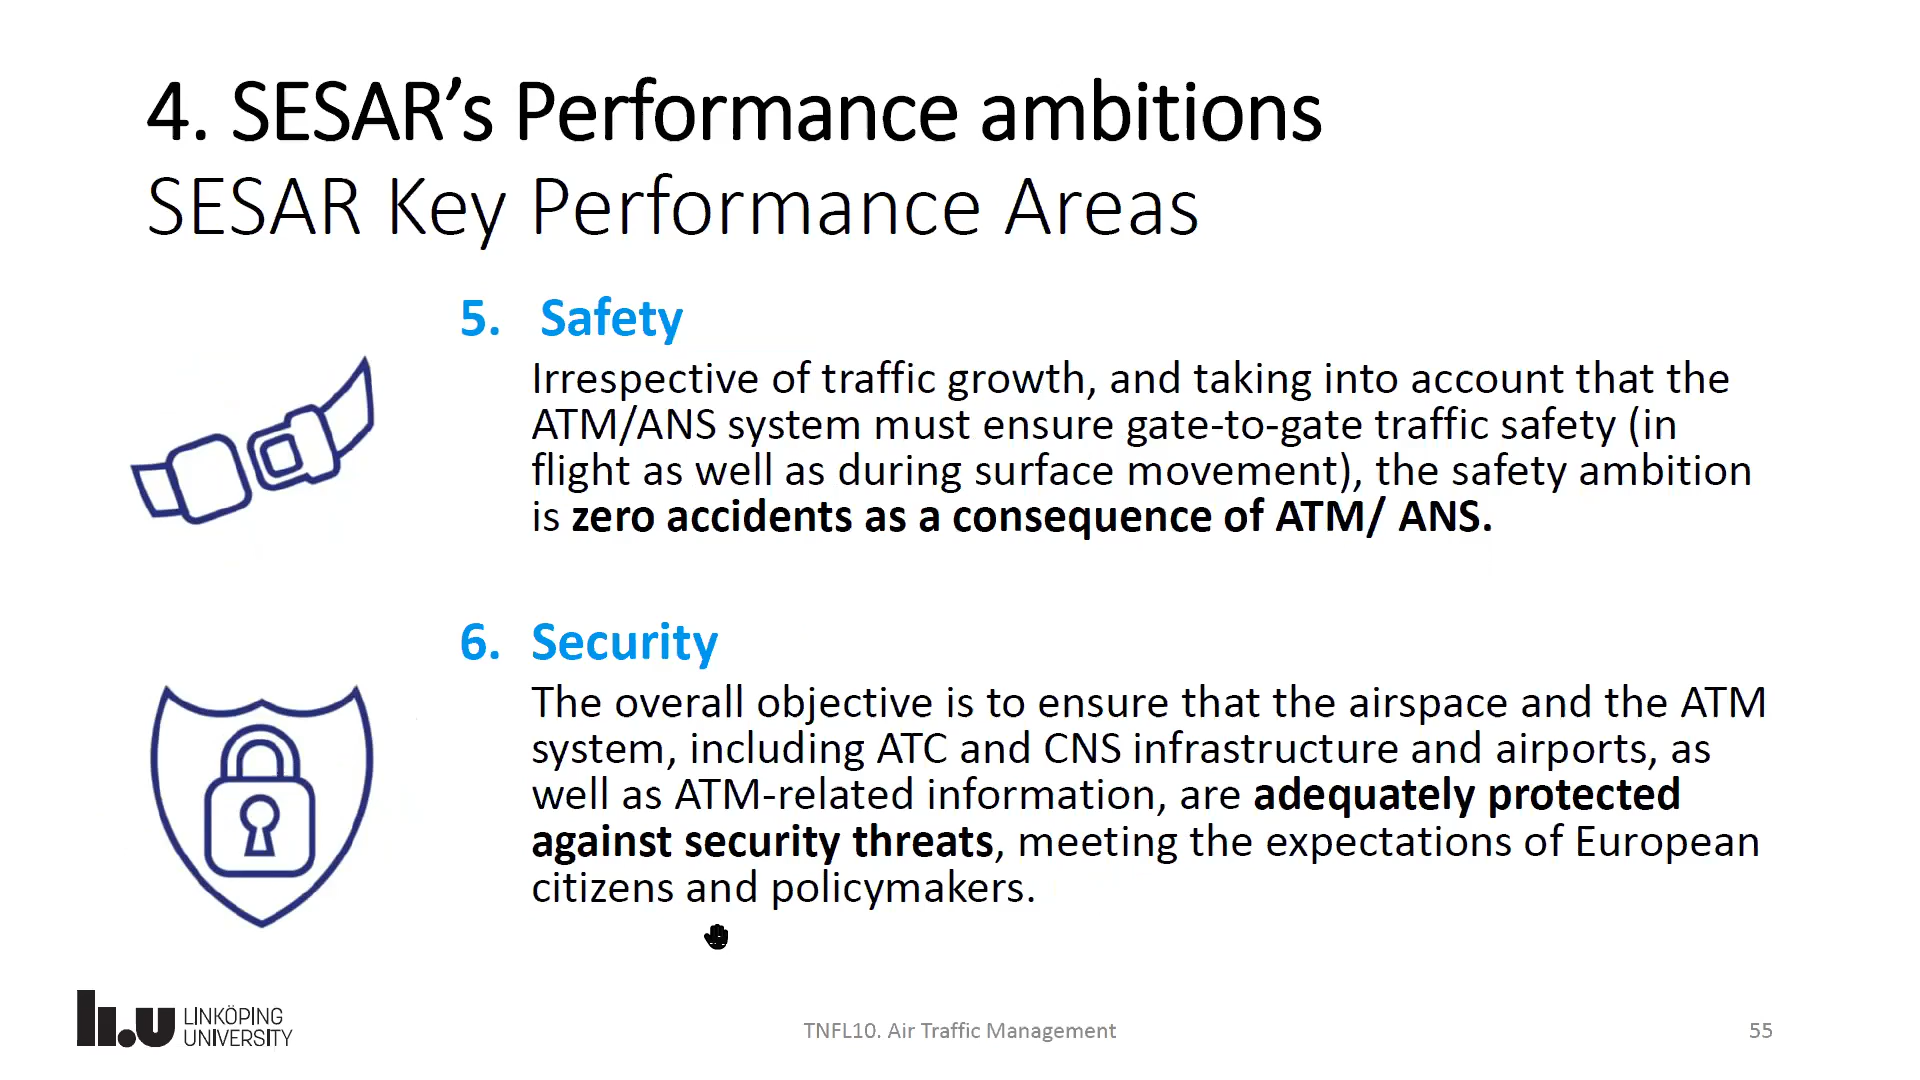 4. SESAR’s Performance ambitions
SESAR Key Performance Areas
5. Safety
Irrespective of traffic growth, and taking into account that the
ATM/ANS system must ensure gate-to-gate traffic safety (in
flight as well as during surface movement), the safety ambition
is zero accidents as a consequence of ATM/ ANS.
6. Security
The overall objective is to ensure that the airspace and the ATM
system, including ATC and CNS infrastructure and airports, as
well as ATM-related information, are adequately protected
against security threats, meeting the expectations of European
citizens and policymakers.
LiU LINKÖPING
UNIVERSITY
TNFL10. Air Traffic Management
55